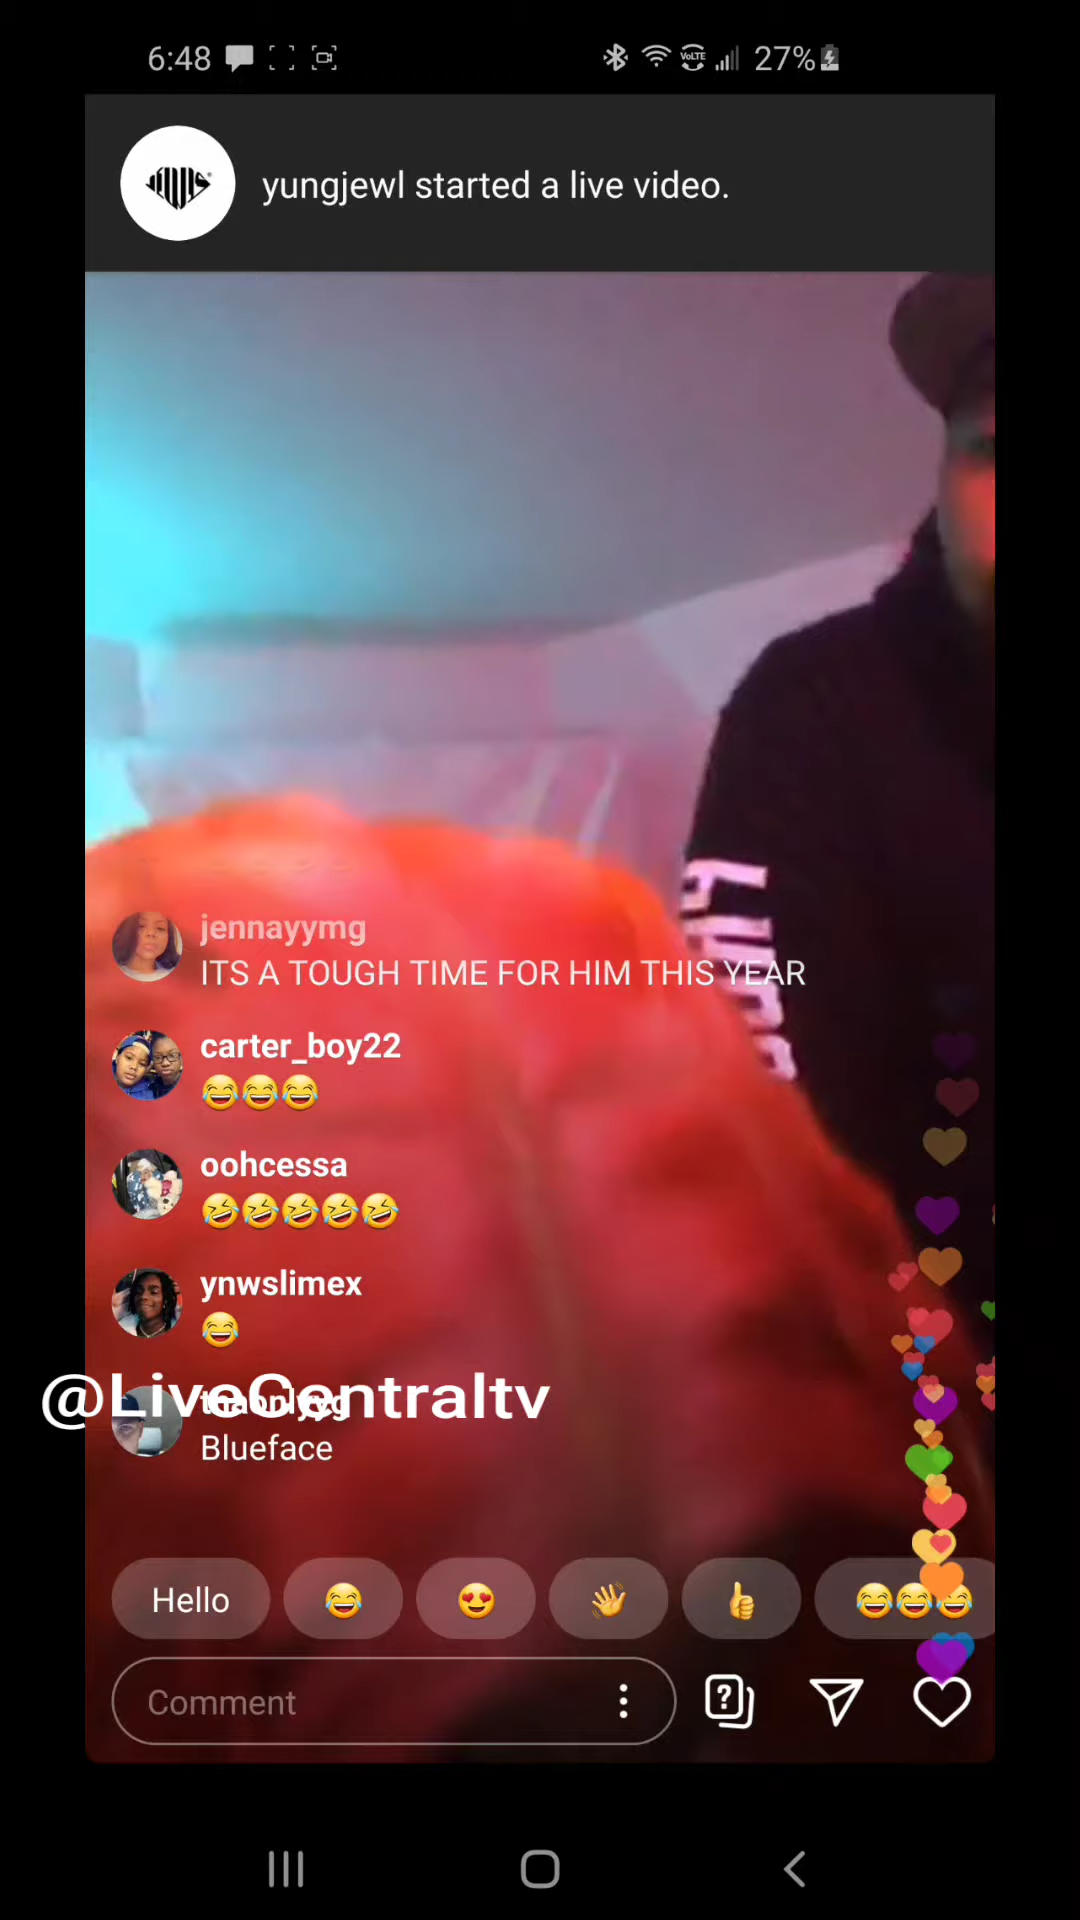 6:48
VoLTE
27%
yungjewl started a live video.
jennayymg
ITS A TOUGH TIME FOR HIM THIS YEAR
carter_boy22
😂😂😂
oohcessa
🤣🤣🤣🤣🤣
ynwslimex
😂
@LiveCentraltv
Blueface
Hello 😂 😍 👋 👍 😂😂😂
Comment